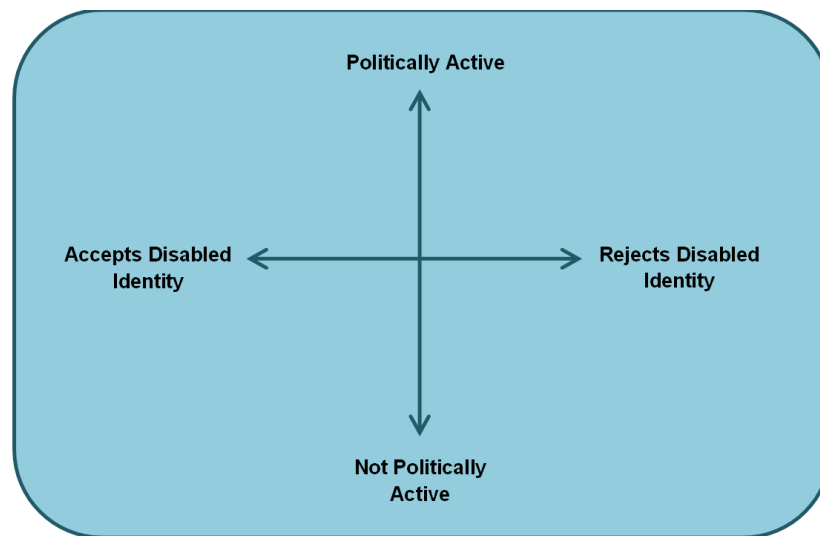 Politically Active
Accepts Disabled
Identity
Rejects Disabled
Identity
Not Politically
Active